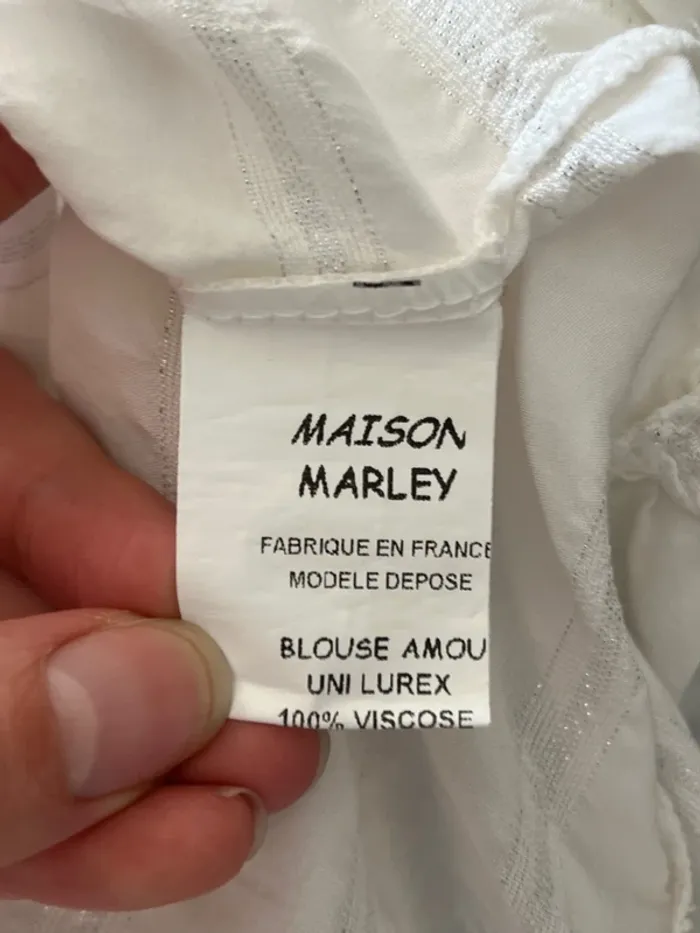 MAISON
MARLEY
FABRIQUE EN FRANCE
MODELE DEPOSE
BLOUSE AMOU
UNI LUREX
100% VISCOSE